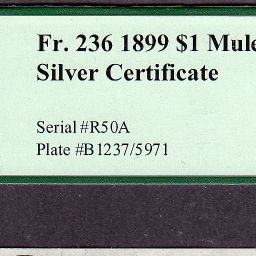 Fr. 236 1899 $1 Mule
Silver Certificate
Serial #R50A
Plate #B1237/5971